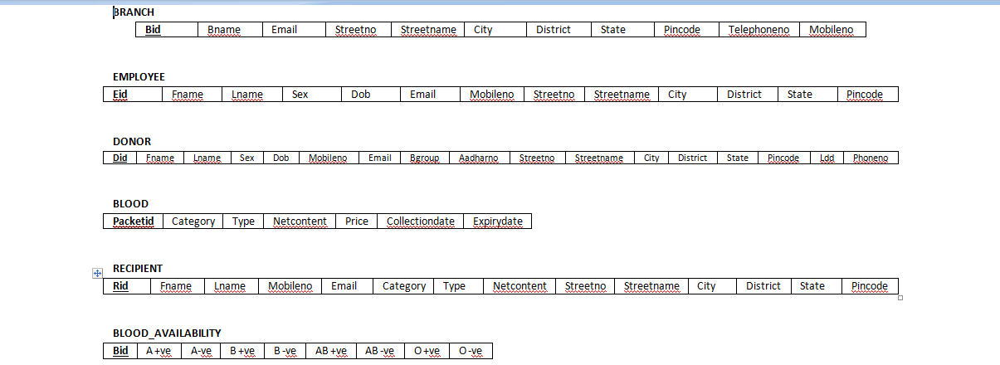 BRANCH
Bid Bname Email Streetno Streetname City District State Pincode Telephoneno Mobileno
EMPLOYEE
Eid Fname Lname Sex Dob Email Mobileno Streetno Streetname City District State Pincode
DONOR
Did Fname Lname Sex Dob Mobileno Email Bgroup Aadharno Streetno Streetname City District State Pincode Ldd Phoneno
BLOOD
Packetid Category Type Netcontent Price Collectiondate Expirydate
RECIPIENT
Rid Fname Lname Mobileno Email Category Type Netcontent Streetno Streetname City District State Pincode
BLOOD_AVAILABILITY
Bid A +ve A-ve B +ve B -ve AB +ve AB -ve O+ve O -ve